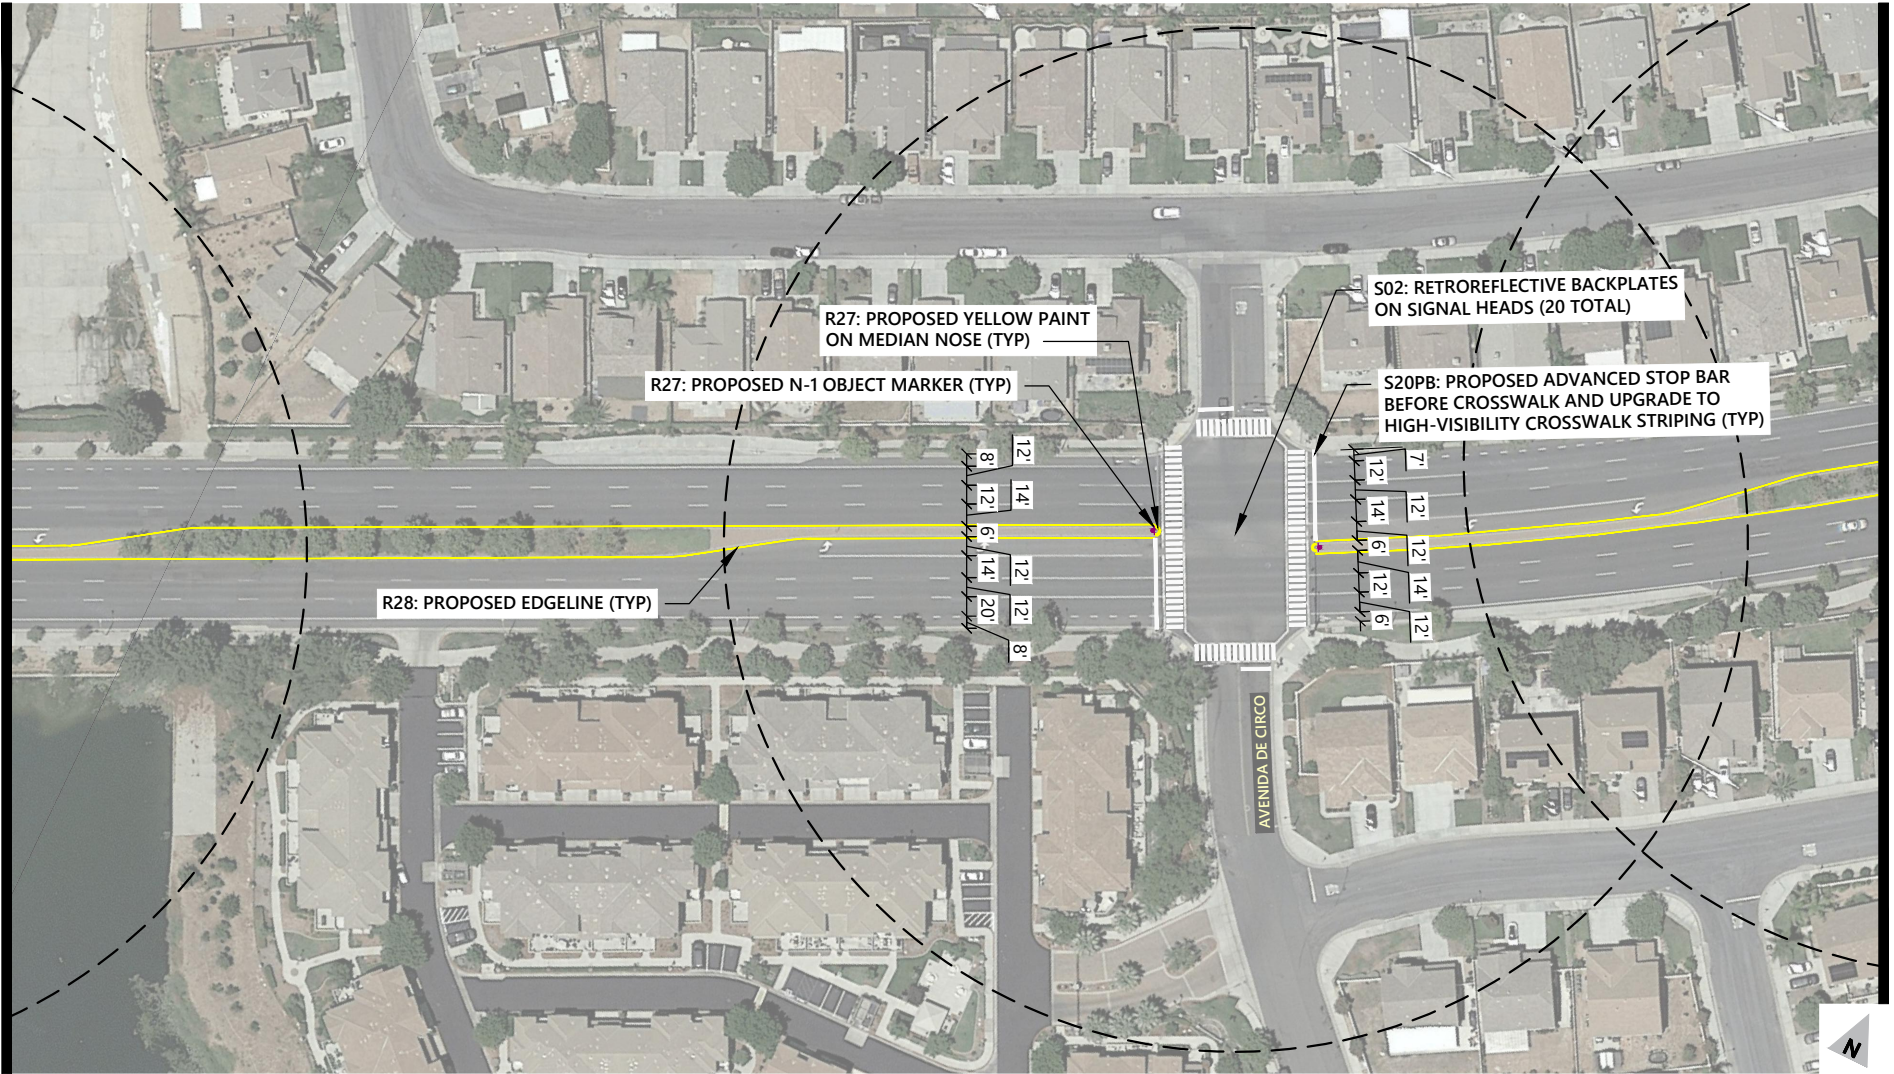 S02: RETROREFLECTIVE BACKPLATES
ON SIGNAL HEADS (20 TOTAL)
R27: PROPOSED YELLOW PAINT
ON MEDIAN NOSE (TYP)
R27: PROPOSED N-1 OBJECT MARKER (TYP)
S20PB: PROPOSED ADVANCED STOP BAR
BEFORE CROSSWALK AND UPGRADE TO
HIGH-VISIBILITY CROSSWALK STRIPING (TYP)
8'
12'
12'
14'
6'
14'
12'
20'
12'
8'
7'
12'
14'
12'
6'
12'
12'
14'
6'
12'
R28: PROPOSED EDGELINE (TYP)
AVENIDA DE CIRCO
N